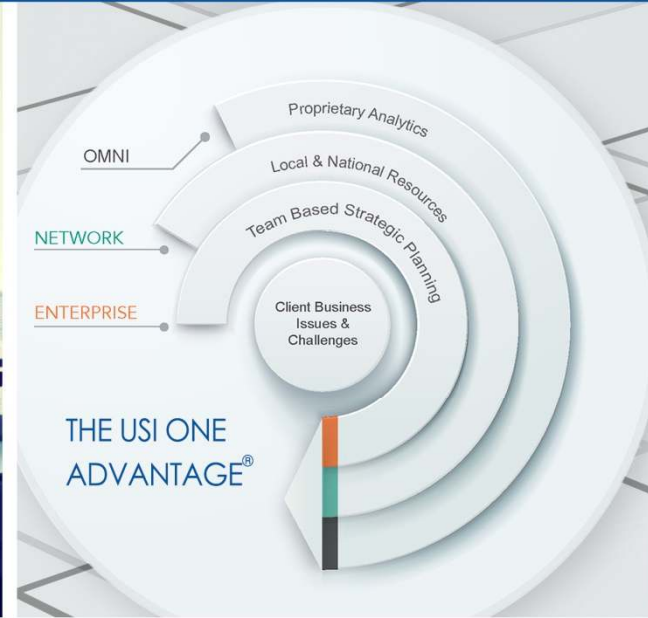 Proprietary Analytics
OMNI
Local & National Resources
NETWORK
Team Based Strategic Planning
ENTERPRISE
Client Business
Issues &
Challenges
THE USI ONE
ADVANTAGE®